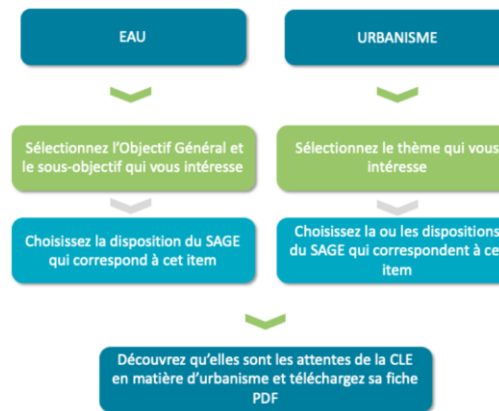 EAU
URBANISME
Sélectionnez l'Objectif Général et
le sous-objectif qui vous intéresse
Sélectionnez le thème qui vous
intéresse
Choisissez la disposition du SAGE
qui correspond à cet item
Choisissez la ou les dispositions
du SAGE qui correspondent à cet
item
Découvrez qu'elles sont les attentes de la CLE
en matière d'urbanisme et téléchargez sa fiche
PDF